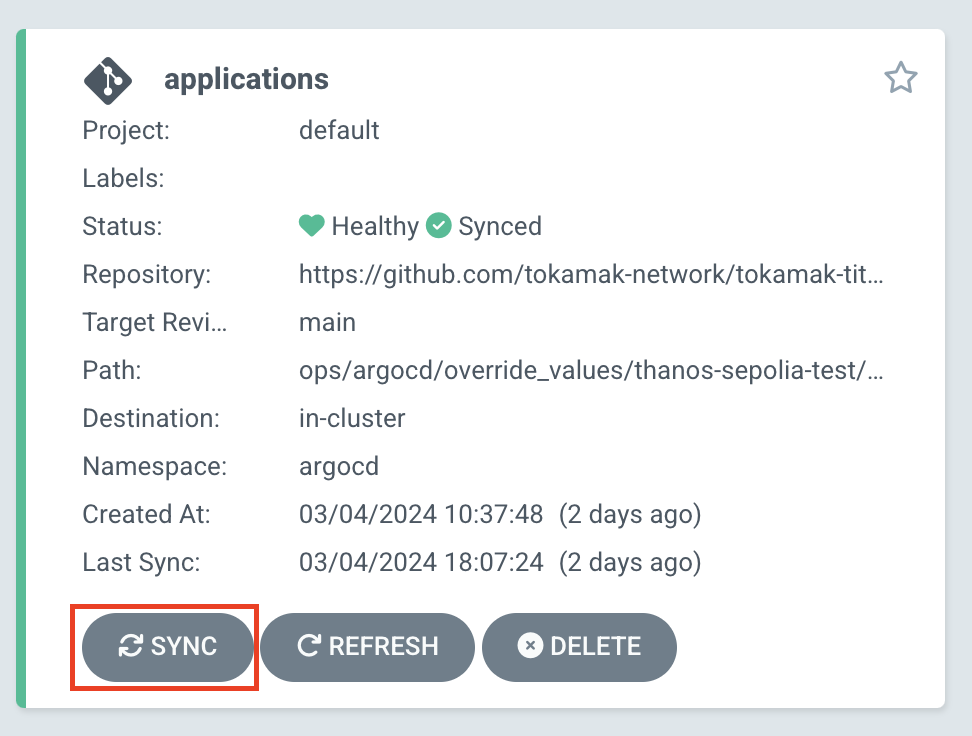 applications
Project: default
Labels:
Status: Healthy Synced
Repository: https://github.com/tokamak-network/tokamak-tit...
Target Revi... main
Path: ops/argocd/override_values/thanos-sepolia-test/...
Destination: in-cluster
Namespace: argocd
Created At: 03/04/2024 10:37:48 (2 days ago)
Last Sync: 03/04/2024 18:07:24 (2 days ago)
SYNC REFRESH DELETE